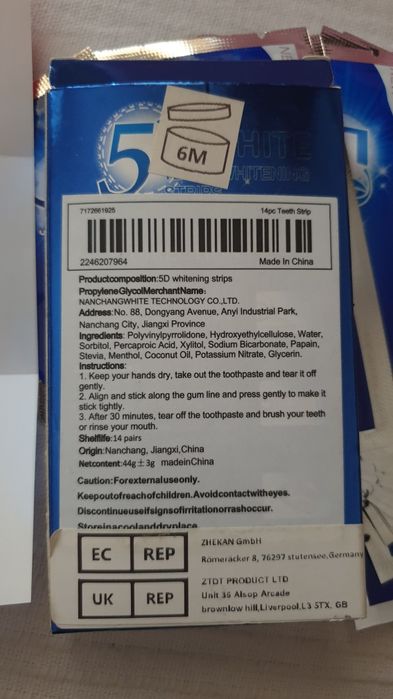 6M
5
WHITE
WHITENING
STRIPS
7172661925 14pc Teeth Strip
2246207964 Made In China
Productcomposition:5D whitening strips
PropyleneGlycolMerchantName:
NANCHANGWHITE TECHNOLOGY CO.,LTD.
Address:No. 88, Dongyang Avenue, Anyi Industrial Park,
Nanchang City, Jiangxi Province
Ingredients: Polyvinylpyrrolidone, Hydroxyethylcellulose, Water,
Sorbitol, Percaproic Acid, Xylitol, Sodium Bicarbonate, Papain,
Stevia, Menthol, Coconut Oil, Potassium Nitrate, Glycerin.
Instructions:
1. Keep your hands dry, take out the toothpaste and tear it off
gently.
2. Align and stick along the gum line and press gently to make it
stick tightly.
3. After 30 minutes, tear off the toothpaste and brush your teeth
or rinse your mouth.
Shelflife:14 pairs
Origin:Nanchang, Jiangxi,China
Netcontent:44g±3g madeinChina
Caution:Forexternaluseonly.
Keepoutofreachofchildren.Avoidcontactwitheyes.
Discontinueuseifsignsofirritationorrashoccur.
Storeinacoolanddryplace
EC REP
ZHEKAN GmbH
Römeräcker 8, 76297 stutensee,Germany
UK REP
ZTDT PRODUCT LTD
Unit 36 Alsop Arcade
brownlow hill,Liverpool,L3 5TX, GB